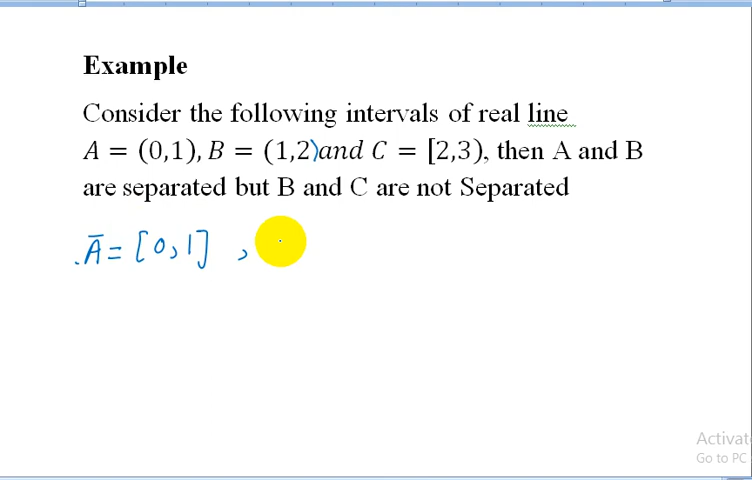 Example
Consider the following intervals of real line
A = (0,1), B = (1,2)and C = [2,3), then A and B
are separated but B and C are not Separated
.Ā = [0,1] ,
Activat
Go to PC